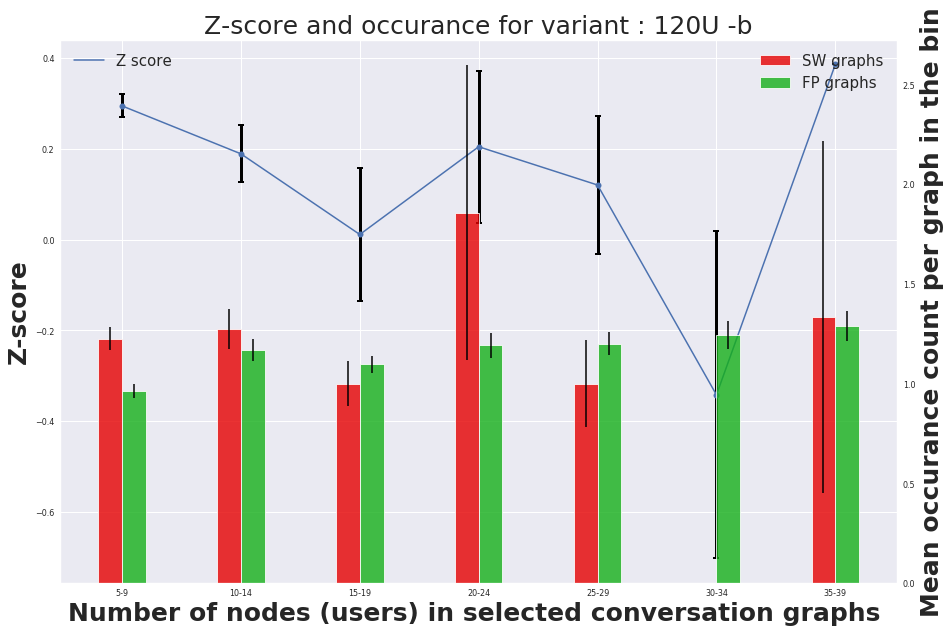 Z-score and occurance for variant : 120U -b
Z score
SW graphs
FP graphs
Z-score
0.4
0.2
0.0
−0.2
−0.4
−0.6
2.5
2.0
1.5
1.0
0.5
0.0
Mean occurance count per graph in the bin
5-9 10-14 15-19 20-24 25-29 30-34 35-39
Number of nodes (users) in selected conversation graphs